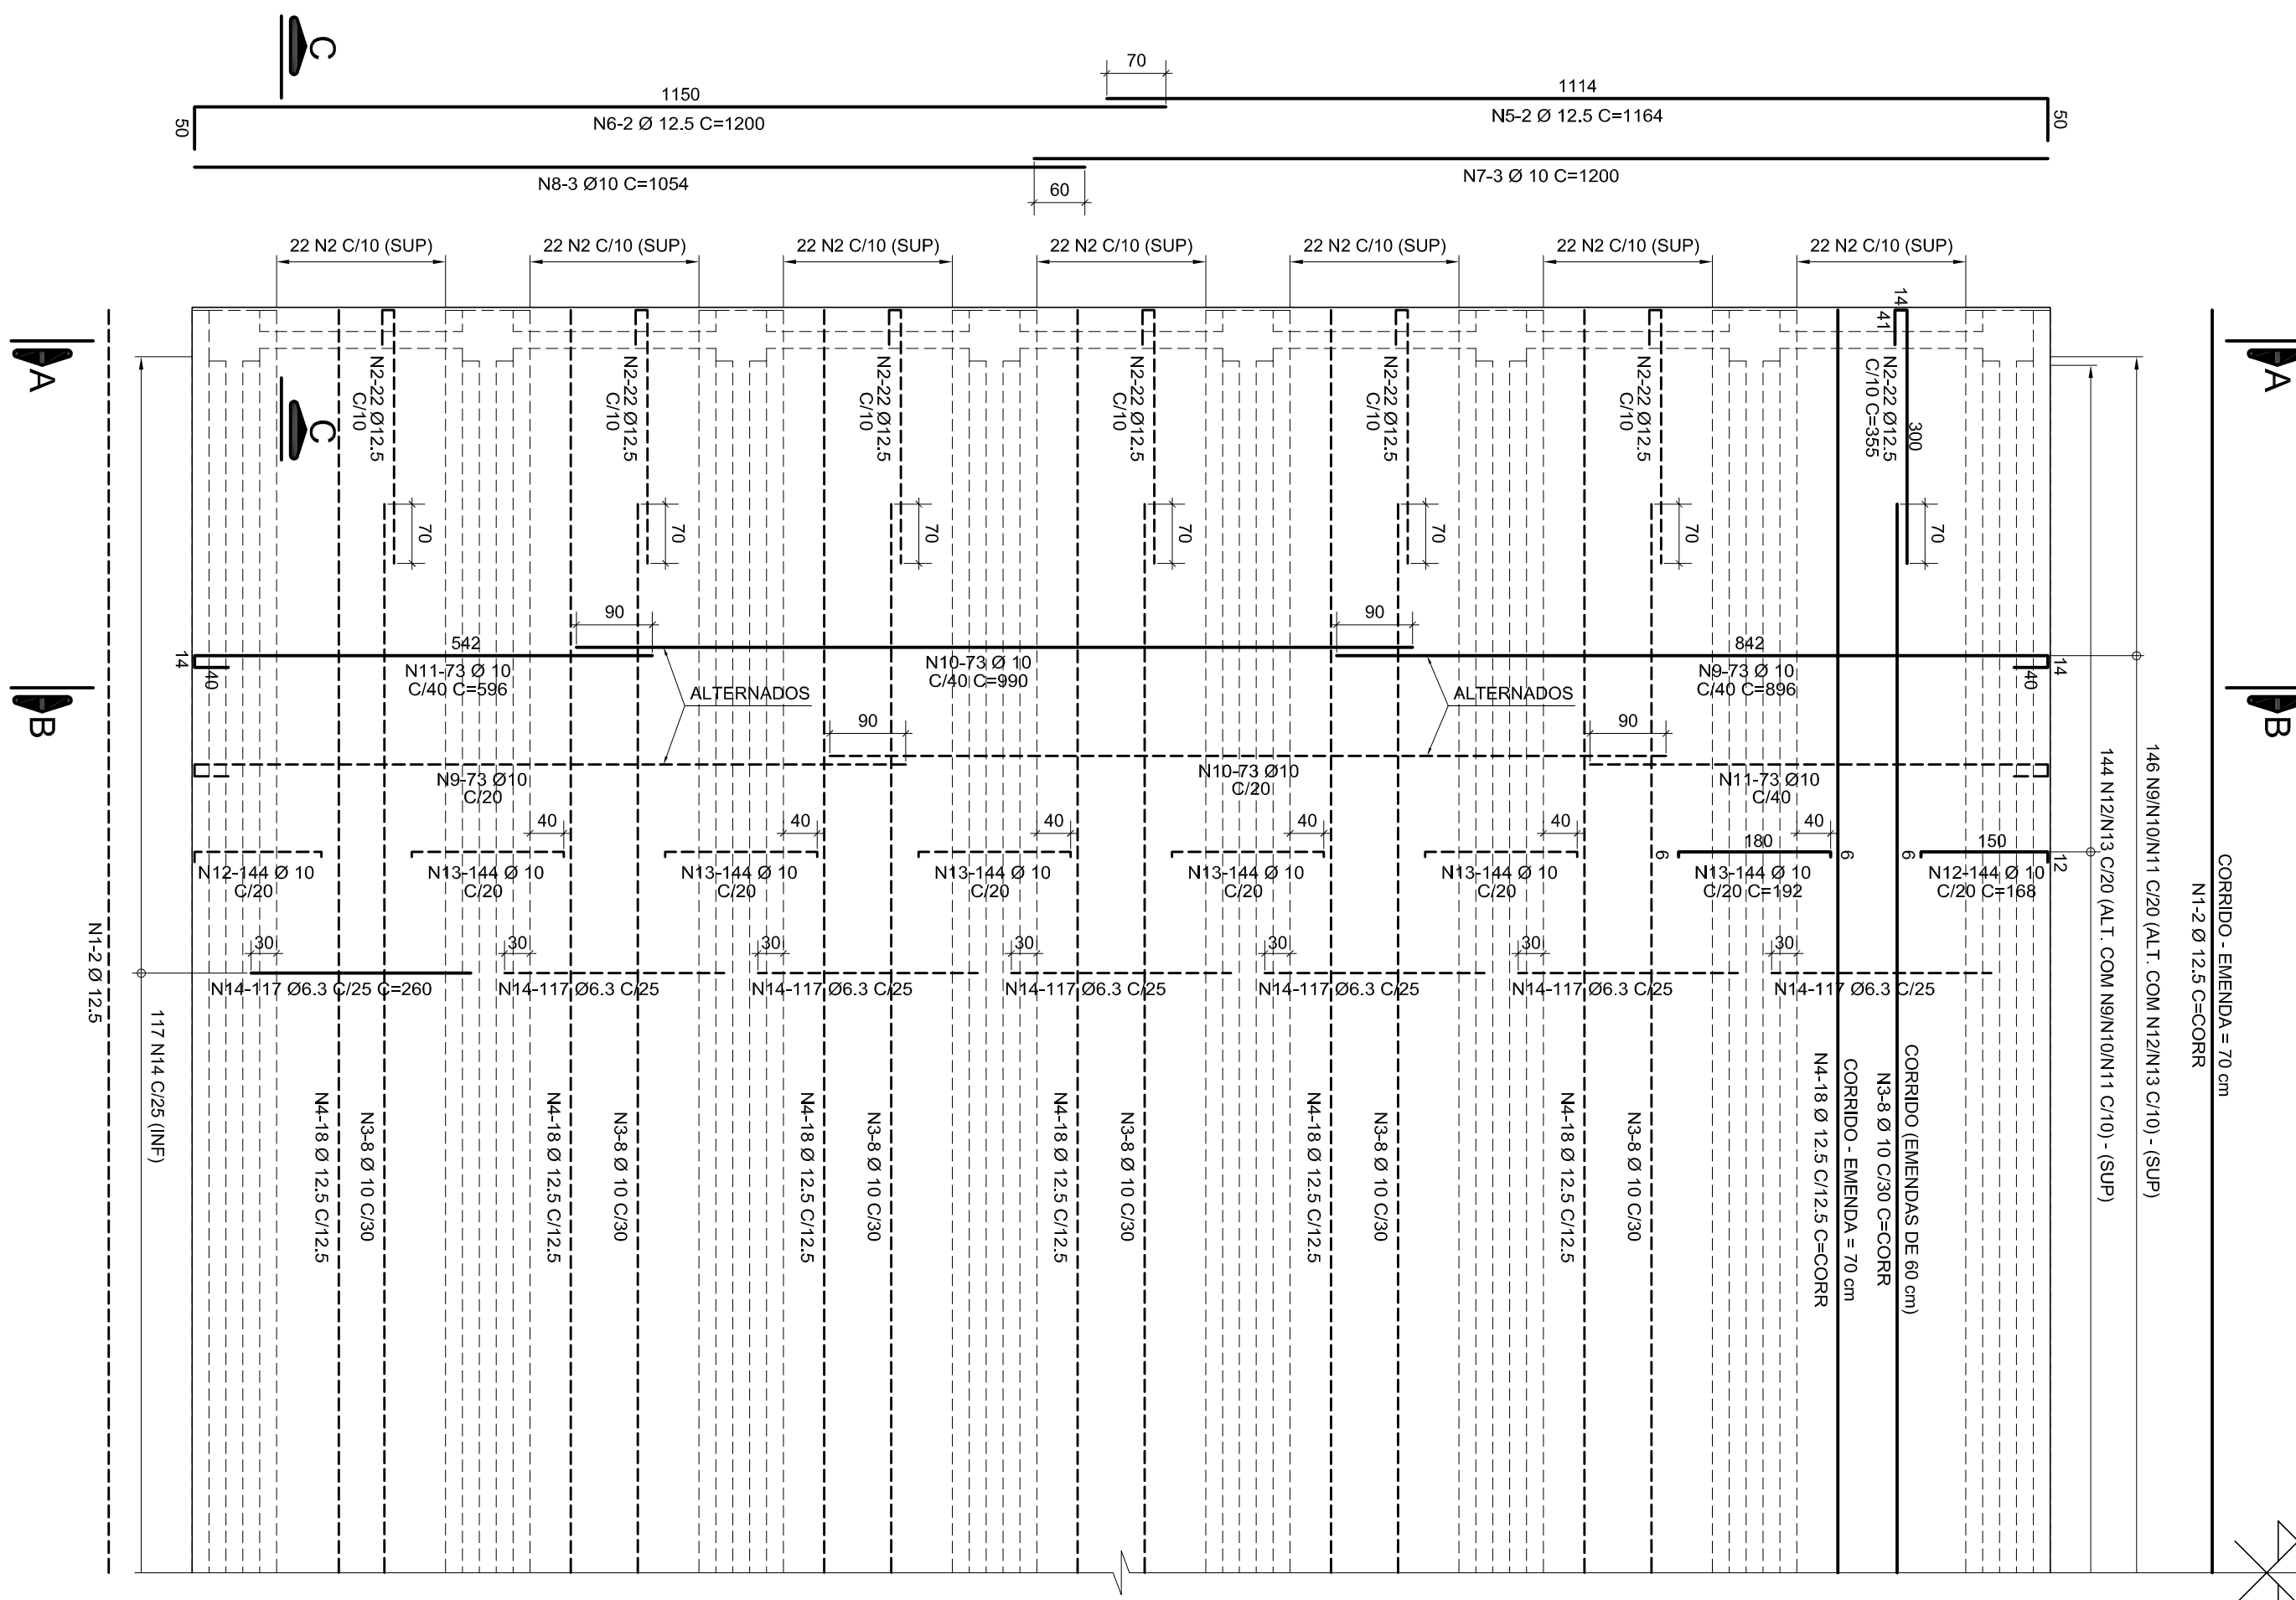 C
70
1150
1114
50
N6-2 Ø 12.5 C=1200
N5-2 Ø 12.5 C=1164
50
N8-3 Ø10 C=1054
N7-3 Ø 10 C=1200
60
22 N2 C/10 (SUP)
22 N2 C/10 (SUP)
22 N2 C/10 (SUP)
22 N2 C/10 (SUP)
22 N2 C/10 (SUP)
22 N2 C/10 (SUP)
22 N2 C/10 (SUP)
14
41
A
A
C
N2-22 Ø12.5
C/10
N2-22 Ø12.5
C/10
N2-22 Ø12.5
C/10
N2-22 Ø12.5
C/10
N2-22 Ø12.5
C/10
N2-22 Ø12.5
C/10
N2-22 Ø12.5
C/10 C=355
300
70
70
70
70
70
70
70
90
90
542
842
14
40
N11-73 Ø 10
C/40 C=596
N10-73 Ø 10
C/40 C=990
N9-73 Ø 10
C/40 C=896
14
40
ALTERNADOS
ALTERNADOS
B
B
90
90
N9-73 Ø10
C/20
N10-73 Ø10
C/20
N11-73 Ø10
C/40
40
40
40
40
40
40
180
150
6
6
6
12
N12-144 Ø 10
C/20
N13-144 Ø 10
C/20
N13-144 Ø 10
C/20
N13-144 Ø 10
C/20
N13-144 Ø 10
C/20
N13-144 Ø 10
C/20
N13-144 Ø 10
C/20 C=192
N12-144 Ø 10
C/20 C=168
30
30
30
30
30
30
30
N14-117 Ø6.3 C/25 C=260
N14-117 Ø6.3 C/25
N14-117 Ø6.3 C/25
N14-117 Ø6.3 C/25
N14-117 Ø6.3 C/25
N14-117 Ø6.3 C/25
N14-117 Ø6.3 C/25
N1-2 Ø 12.5
117 N14 C/25 (INF)
N4-18 Ø 12.5 C/12.5
N3-8 Ø 10 C/30
N4-18 Ø 12.5 C/12.5
N3-8 Ø 10 C/30
N4-18 Ø 12.5 C/12.5
N3-8 Ø 10 C/30
N4-18 Ø 12.5 C/12.5
N3-8 Ø 10 C/30
N4-18 Ø 12.5 C/12.5
N3-8 Ø 10 C/30
N4-18 Ø 12.5 C/12.5
N3-8 Ø 10 C/30
CORRIDO - EMENDA = 70 cm
N4-18 Ø 12.5 C/12.5 C=CORR
CORRIDO (EMENDAS DE 60 cm)
N3-8 Ø 10 C/30 C=CORR
144 N12/N13 C/20 (ALT. COM N9/N10/N11 C/10) - (SUP)
146 N9/N10/N11 C/20 (ALT. COM N12/N13 C/10) - (SUP)
CORRIDO - EMENDA = 70 cm
N1-2 Ø 12.5 C=CORR